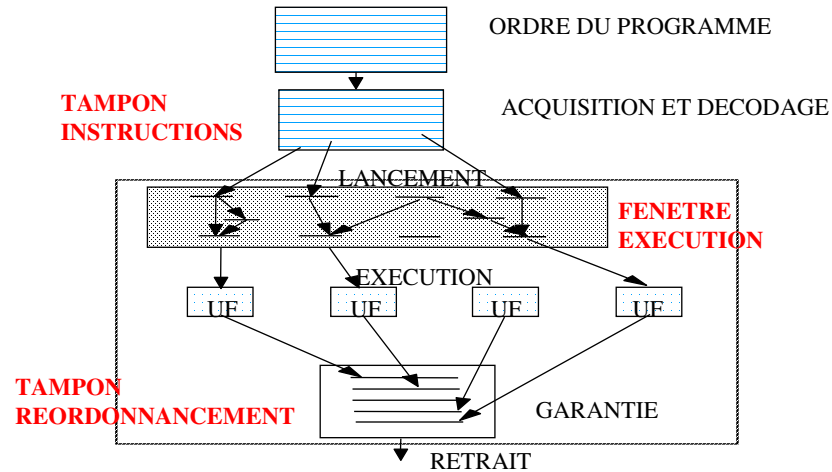 ORDRE DU PROGRAMME
TAMPON
INSTRUCTIONS
ACQUISITION ET DECODAGE
LANCEMENT
FENETRE
EXECUTION
EXECUTION
UF
UF
UF
UF
TAMPON
REORDONNANCEMENT
GARANTIE
RETRAIT